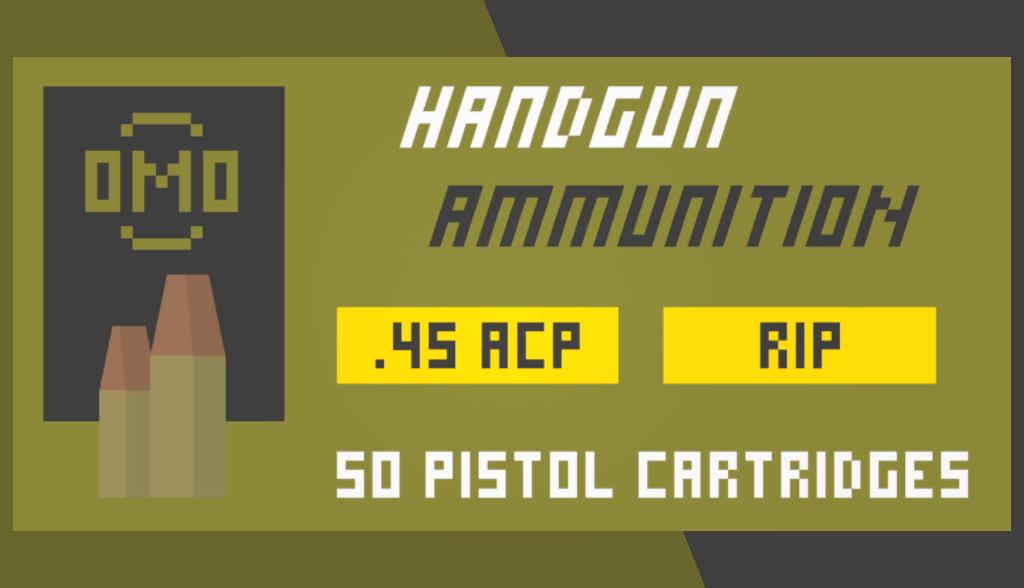 OMO
HANDGUN
AMMUNITION
.45 ACP
RIP
50 PISTOL CARTRIDGES